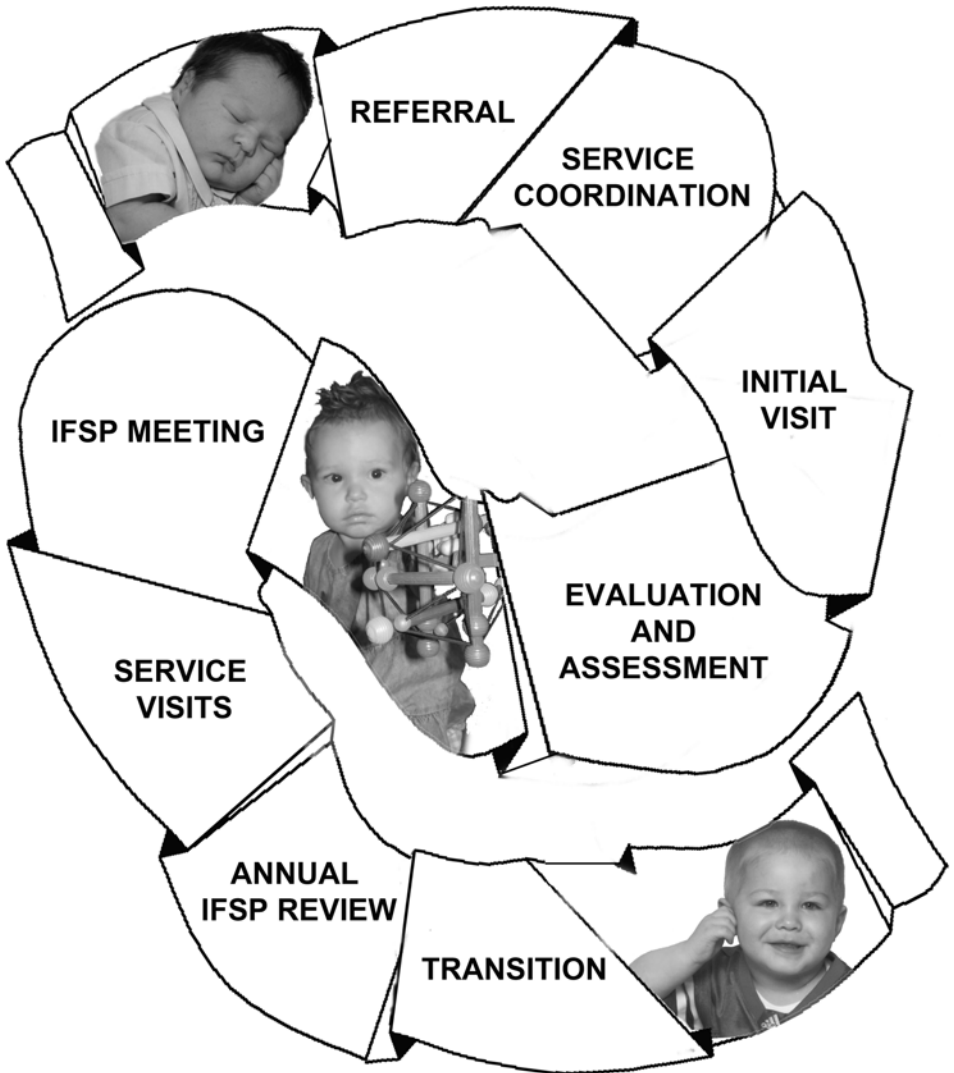 REFERRAL
SERVICE
COORDINATION
INITIAL
VISIT
EVALUATION
AND
ASSESSMENT
IFSP MEETING
SERVICE
VISITS
ANNUAL
IFSP REVIEW
TRANSITION